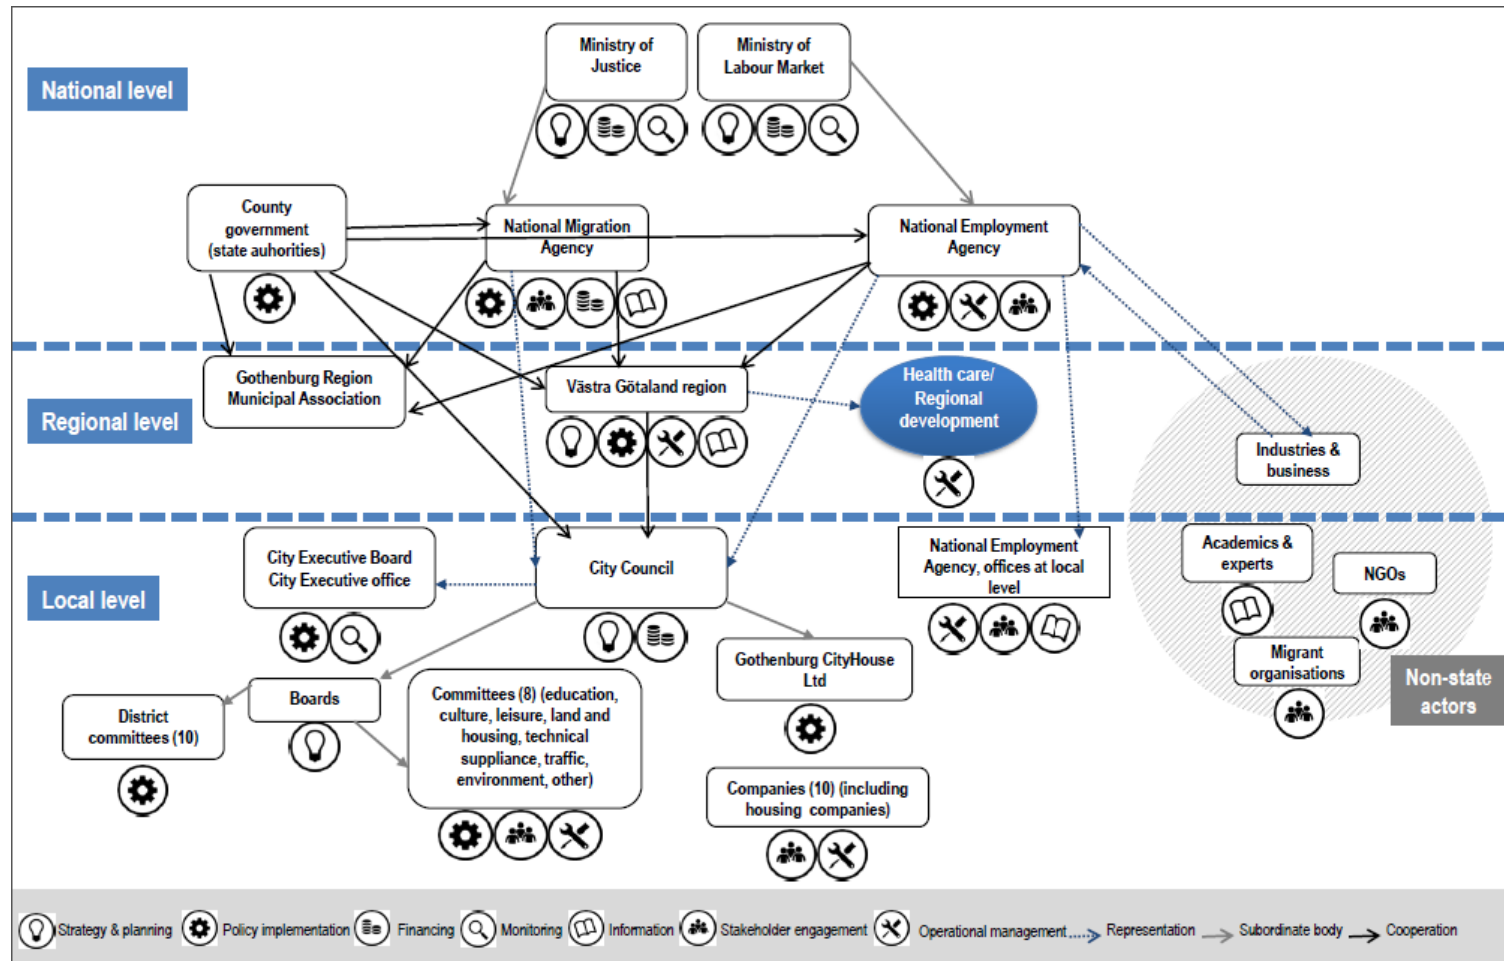 Ministry of
Justice
Ministry of
Labour Market
National level
County
government
(state auhorities)
National Migration
Agency
National Employment
Agency
Gothenburg Region
Municipal Association
Västra Götaland region
Health care/
Regional
development
Regional level
Industries &
business
City Executive Board
City Executive office
City Council
National Employment
Agency, offices at local
level
Academics &
experts
NGOs
Local level
Gothenburg CityHouse
Ltd
Migrant
organisations
Non-state
actors
Boards
District
committees (10)
Committees (8) (education,
culture, leisure, land and
housing, technical
suppliance, traffic,
environment, other)
Companies (10) (including
housing companies)
Strategy & planning Policy implementation Financing Monitoring Information Stakeholder engagement Operational management Representation Subordinate body Cooperation